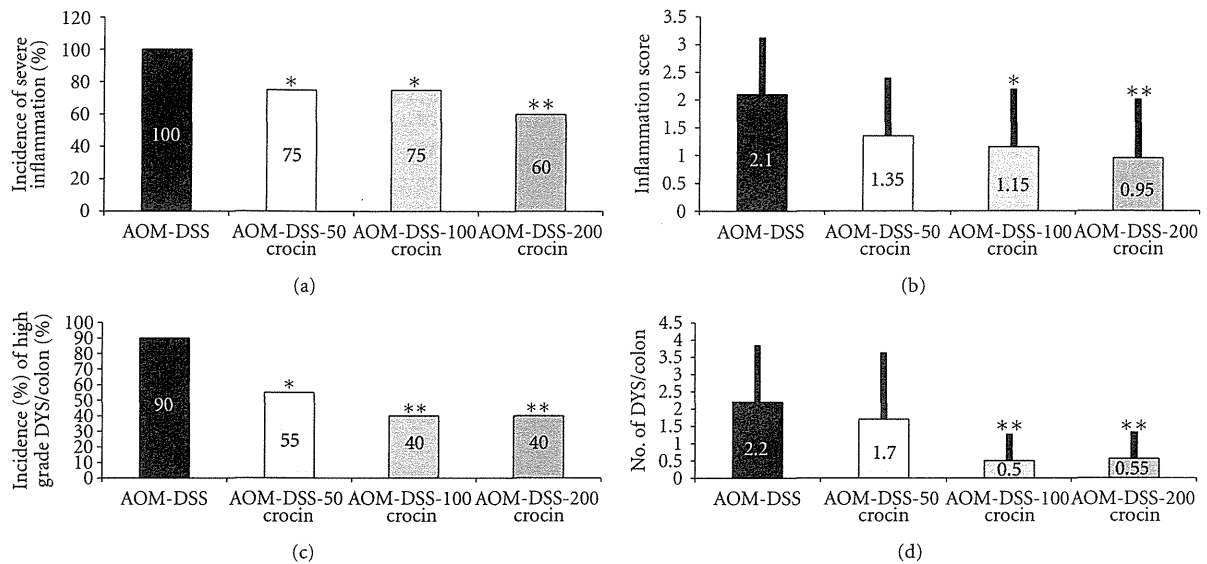 Incidence of severe
inflammation (%)
120
100
80
60
40
20
0
100
*
75
*
75
**
60
AOM-DSS
AOM-DSS-50
crocin
AOM-DSS-100
crocin
AOM-DSS-200
crocin
(a)
Inflammation score
3.5
3
2.5
2
1.5
1
0.5
0
2.1
1.35
*
1.15
**
0.95
AOM-DSS
AOM-DSS-50
crocin
AOM-DSS-100
crocin
AOM-DSS-200
crocin
(b)
Incidence (%) of high
grade DYS/colon (%)
100
90
80
70
60
50
40
30
20
10
0
90
*
55
**
40
**
40
AOM-DSS
AOM-DSS-50
crocin
AOM-DSS-100
crocin
AOM-DSS-200
crocin
(c)
No. of DYS/colon
4.5
4
3.5
3
2.5
2
1.5
1
0.5
0
2.2
1.7
**
0.5
**
0.55
AOM-DSS
AOM-DSS-50
crocin
AOM-DSS-100
crocin
AOM-DSS-200
crocin
(d)